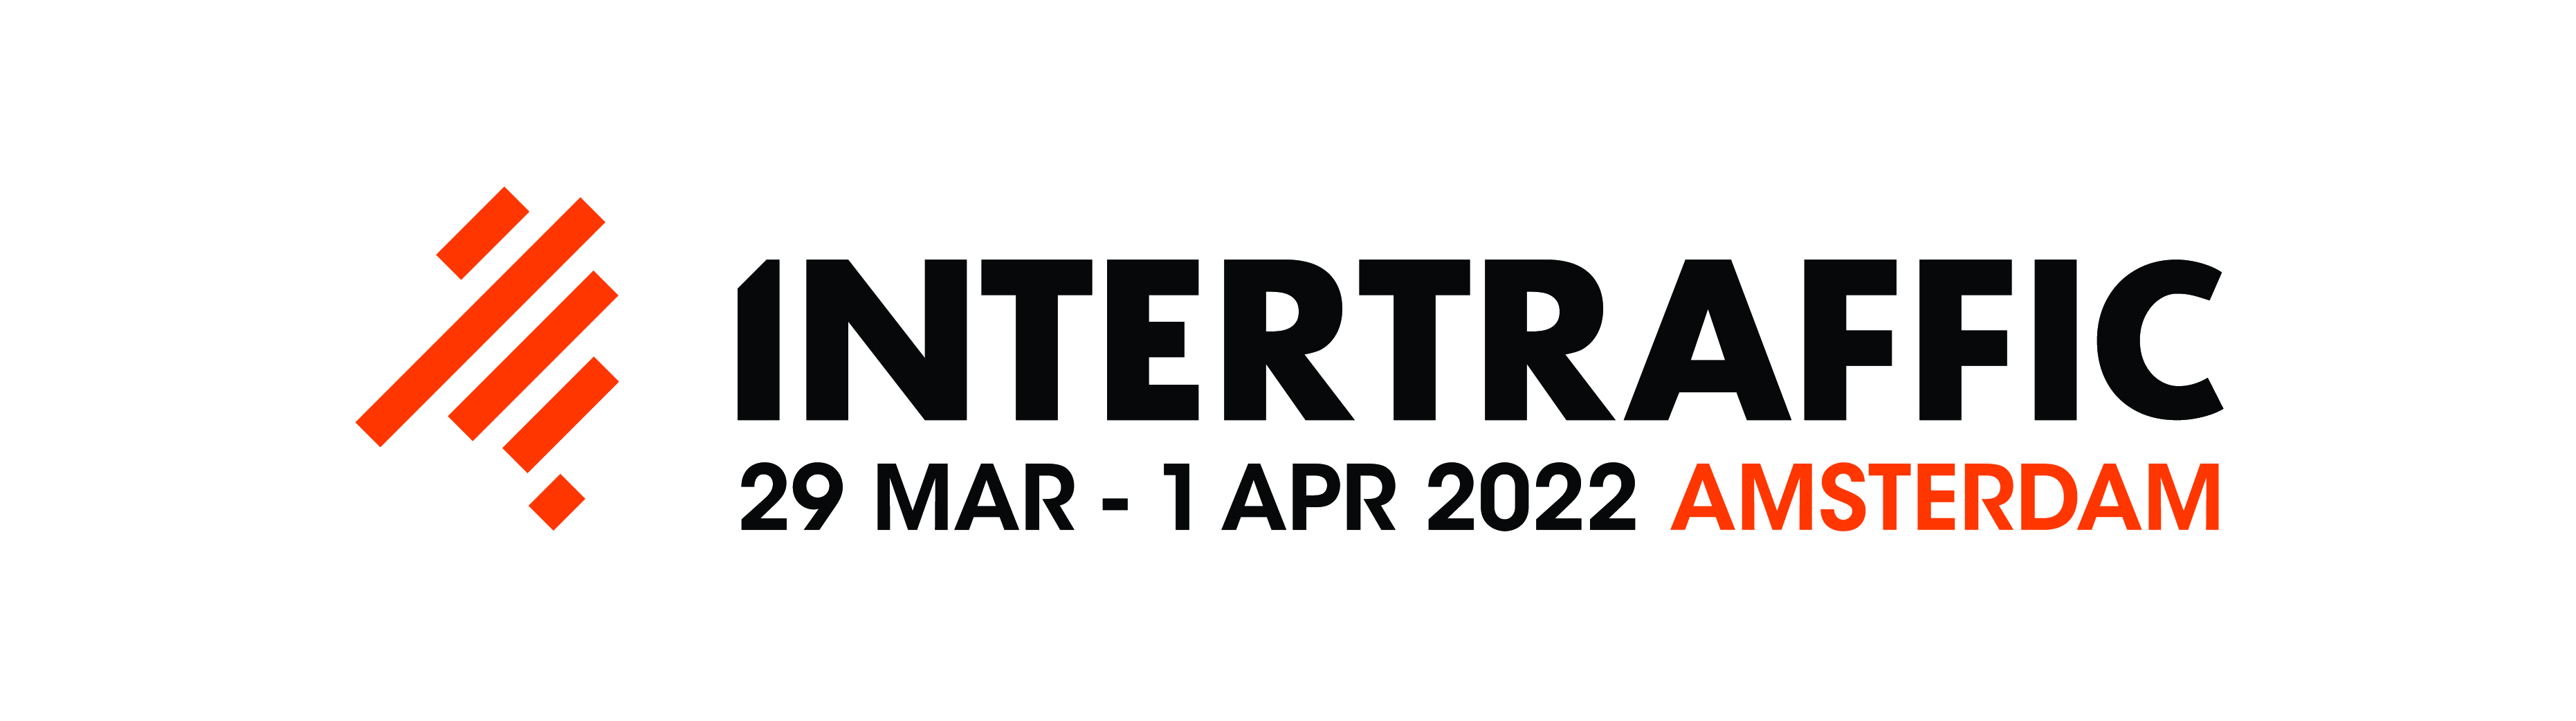 INTERTRAFFIC
29 MAR - 1 APR 2022 AMSTERDAM